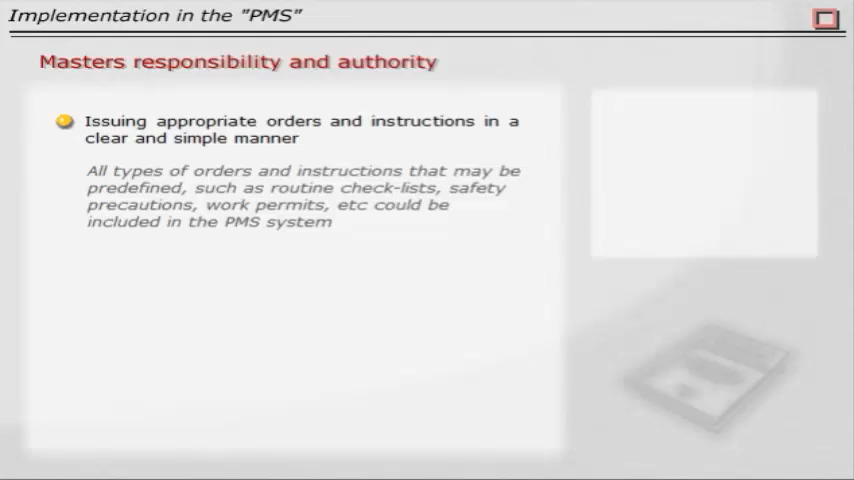 Implementation in the "PMS"
Masters responsibility and authority
Issuing appropriate orders and instructions in a
clear and simple manner
All types of orders and instructions that may be
predefined, such as routine check-lists, safety
precautions, work permits, etc could be
included in the PMS system